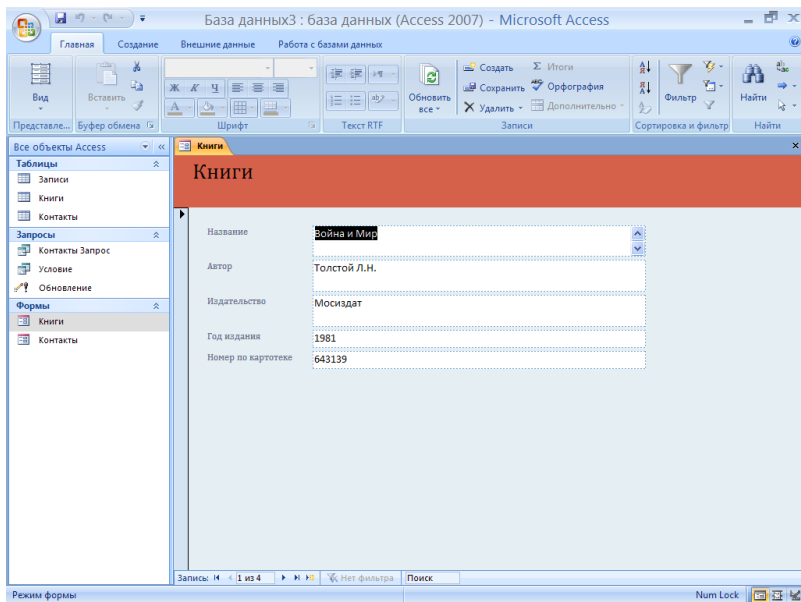 База данных3 : база данных (Access 2007) - Microsoft Access
Главная Создание Внешние данные Работа с базами данных
Вид
Вставить
Ж К Ч
Обновить все
Создать
Сохранить
Удалить
Итоги
Орфография
Дополнительно
Фильтр
Найти
Представле... Буфер обмена Шрифт Текст RTF Записи Сортировка и фильтр Найти
Все объекты Access
Таблицы
Записи
Книги
Контакты
Запросы
Контакты Запрос
Условие
Обновление
Формы
Книги
Контакты
Книги
Книги
Название Война и Мир
Автор Толстой Л.Н.
Издательство Мосиздат
Год издания 1981
Номер по картотеке 643139
Запись: 1 из 4 Нет фильтра Поиск
Режим формы Num Lock